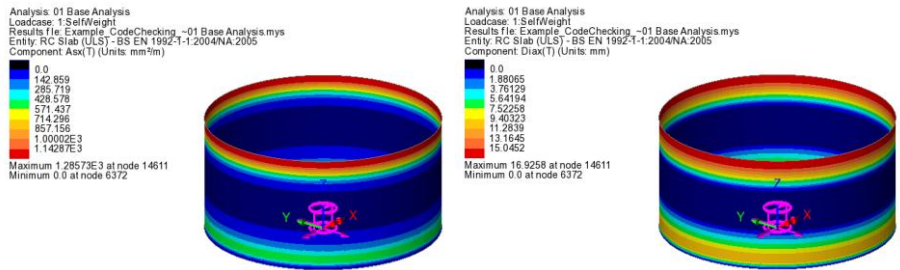 Analysis: 01 Base Analysis
Loadcase: 1:SelfWeight
Results file: Example_CodeChecking_~01 Base Analysis.mys
Entity: RC Slab (ULS) - BS EN 1992-1-1:2004/NA:2005
Component: Asx(T) (Units: mm²/m)
0.0
142.859
285.719
428.578
571.437
714.296
857.156
1.00002E3
1.14287E3
Maximum 1.28573E3 at node 14611
Minimum 0.0 at node 6372
Z
Y
X
Analysis: 01 Base Analysis
Loadcase: 1:SelfWeight
Results file: Example_CodeChecking_~01 Base Analysis.mys
Entity: RC Slab (ULS) - BS EN 1992-1-1:2004/NA:2005
Component: Diax(T) (Units: mm)
0.0
1.88065
3.76129
5.64194
7.52258
9.40323
11.2839
13.1645
15.0452
Maximum 16.9258 at node 14611
Minimum 0.0 at node 6372
Z
Y
X